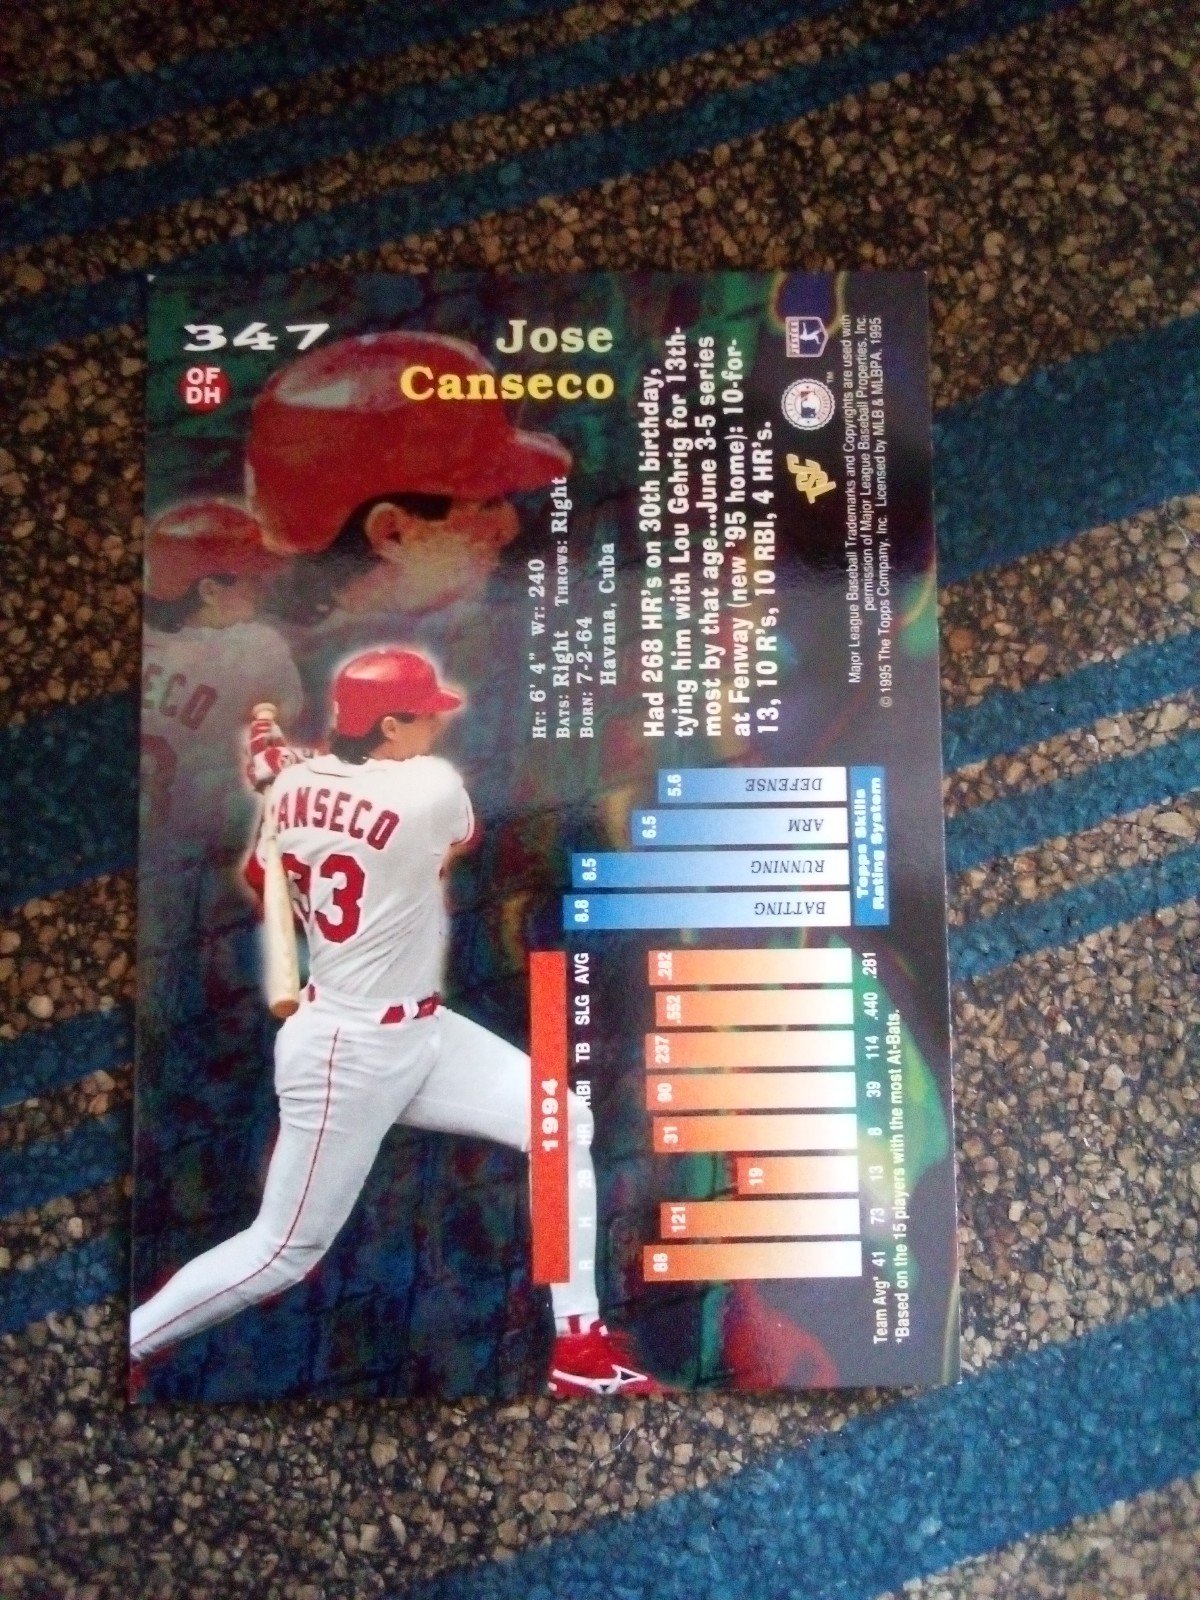 347
OF
DH
Jose
Canseco
HT: 6' 4" WT: 240
BATS: Right THROWS: Right
BORN: 7-2-64
Havana, Cuba
Had 268 HR's on 30th birthday,
tying him with Lou Gehrig for 13th-
most by that age...June 3-5 series
at Fenway (new '95 home): 10-for-
13, 10 R's, 10 RBI, 4 HR's.
ANSECO
33
ECO
1994
R H 2B HR RBI TB SLG AVG
88 121 19 31 90 237 .552 .282
Team Avg* 41 73 13 8 39 114 .440 .281
*Based on the 15 players with the most At-Bats.
8.8 8.5 6.5 5.6
BATTING
RUNNING
ARM
DEFENSE
Topps Skills
Rating System
TSC
TM
Major League Baseball Trademarks and Copyrights are used with
permission of Major League Baseball Properties, Inc.
© 1995 The Topps Company, Inc. Licensed by MLB & MLBPA, 1995